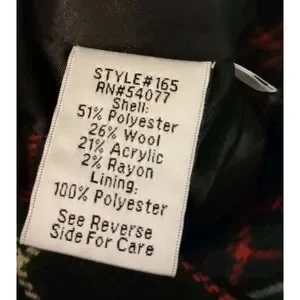 STYLE#165
RN#54077
Shell:
51% Polyester
26% Wool
21% Acrylic
2% Rayon
Lining:
100% Polyester
See Reverse
Side For Care